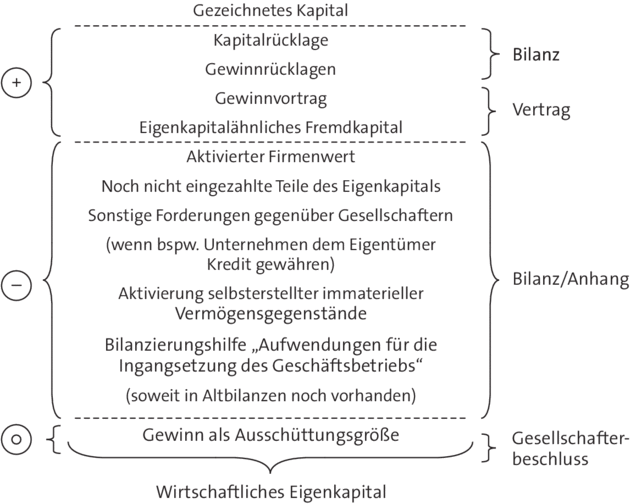 Gezeichnetes Kapital
Kapitalrücklage
Gewinnrücklagen
Bilanz
+
Gewinnvortrag
Eigenkapitalähnliches Fremdkapital
Vertrag
Aktivierter Firmenwert
Noch nicht eingezahlte Teile des Eigenkapitals
Sonstige Forderungen gegenüber Gesellschaftern
(wenn bspw. Unternehmen dem Eigentümer
Kredit gewähren)
−
Aktivierung selbsterstellter immaterieller
Vermögensgegenstände
Bilanzierungshilfe „Aufwendungen für die
Ingangsetzung des Geschäftsbetriebs“
(soweit in Altbilanzen noch vorhanden)
Bilanz/Anhang
Gewinn als Ausschüttungsgröße
Gesellschafter-
beschluss
Wirtschaftliches Eigenkapital